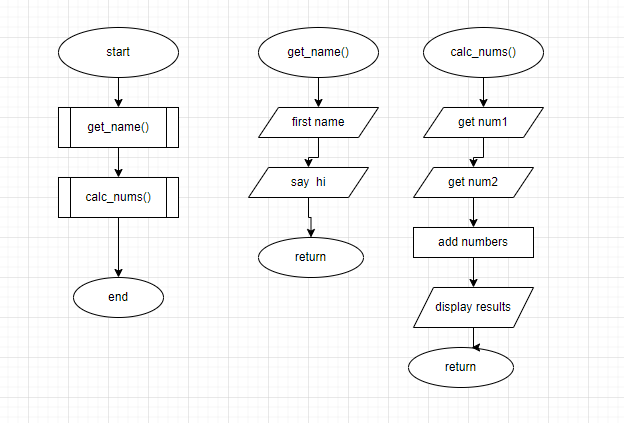 start
get_name()
calc_nums()
end
get_name()
first name
say hi
return
calc_nums()
get num1
get num2
add numbers
display results
return